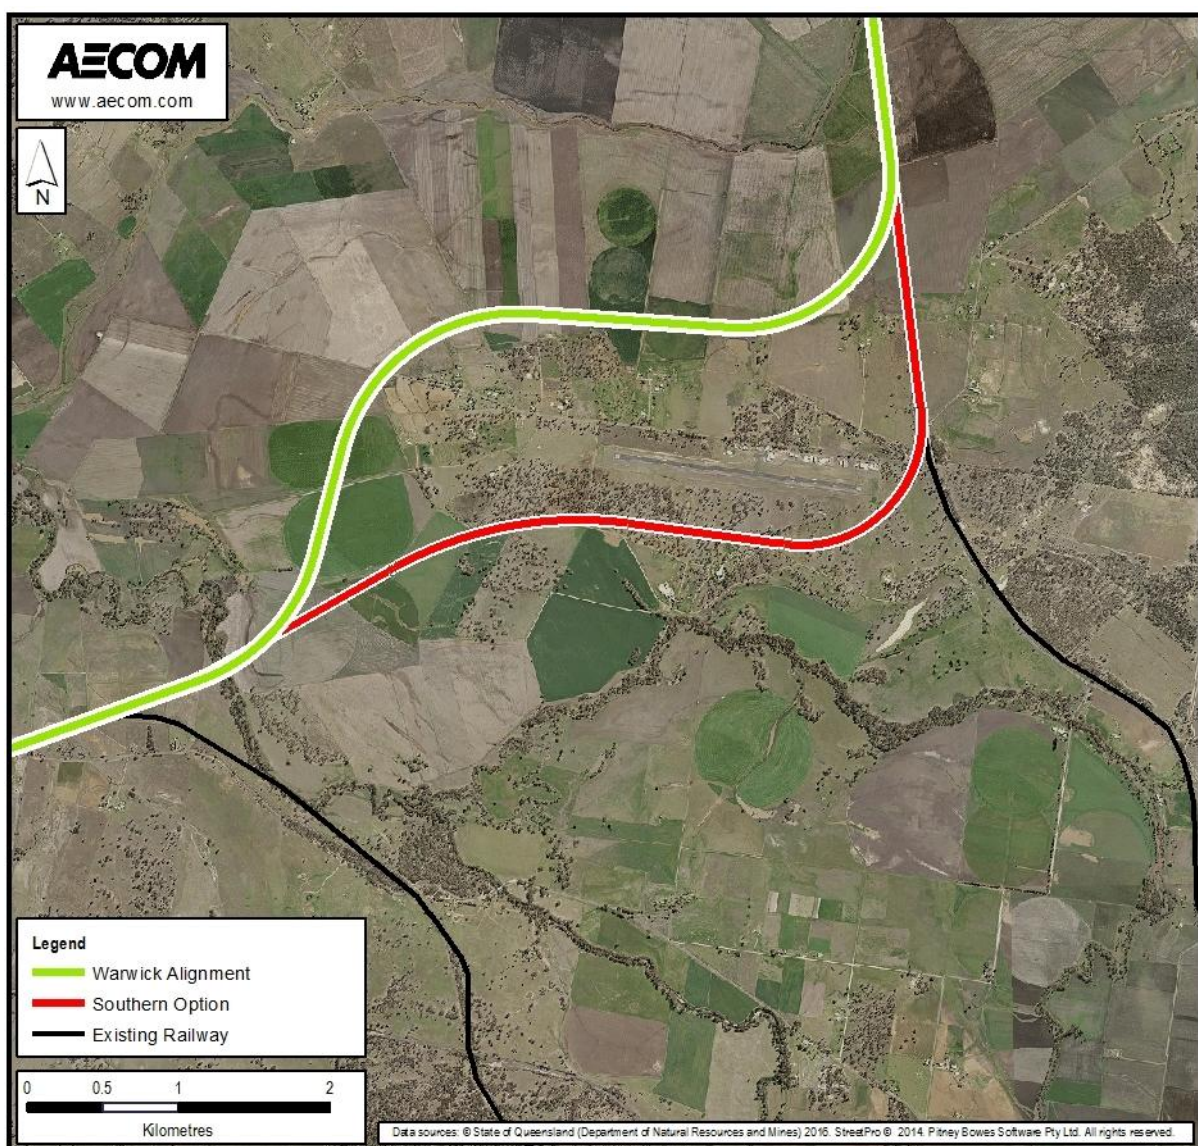 AECOM
www.aecom.com
N
Legend
Warwick Alignment
Southern Option
Existing Railway
0 0.5 1 2
Kilometres
Data sources: © State of Queensland (Department of Natural Resources and Mines) 2016. StreetPro © 2014. Pitney Bowes Software Pty Ltd. All rights reserved.